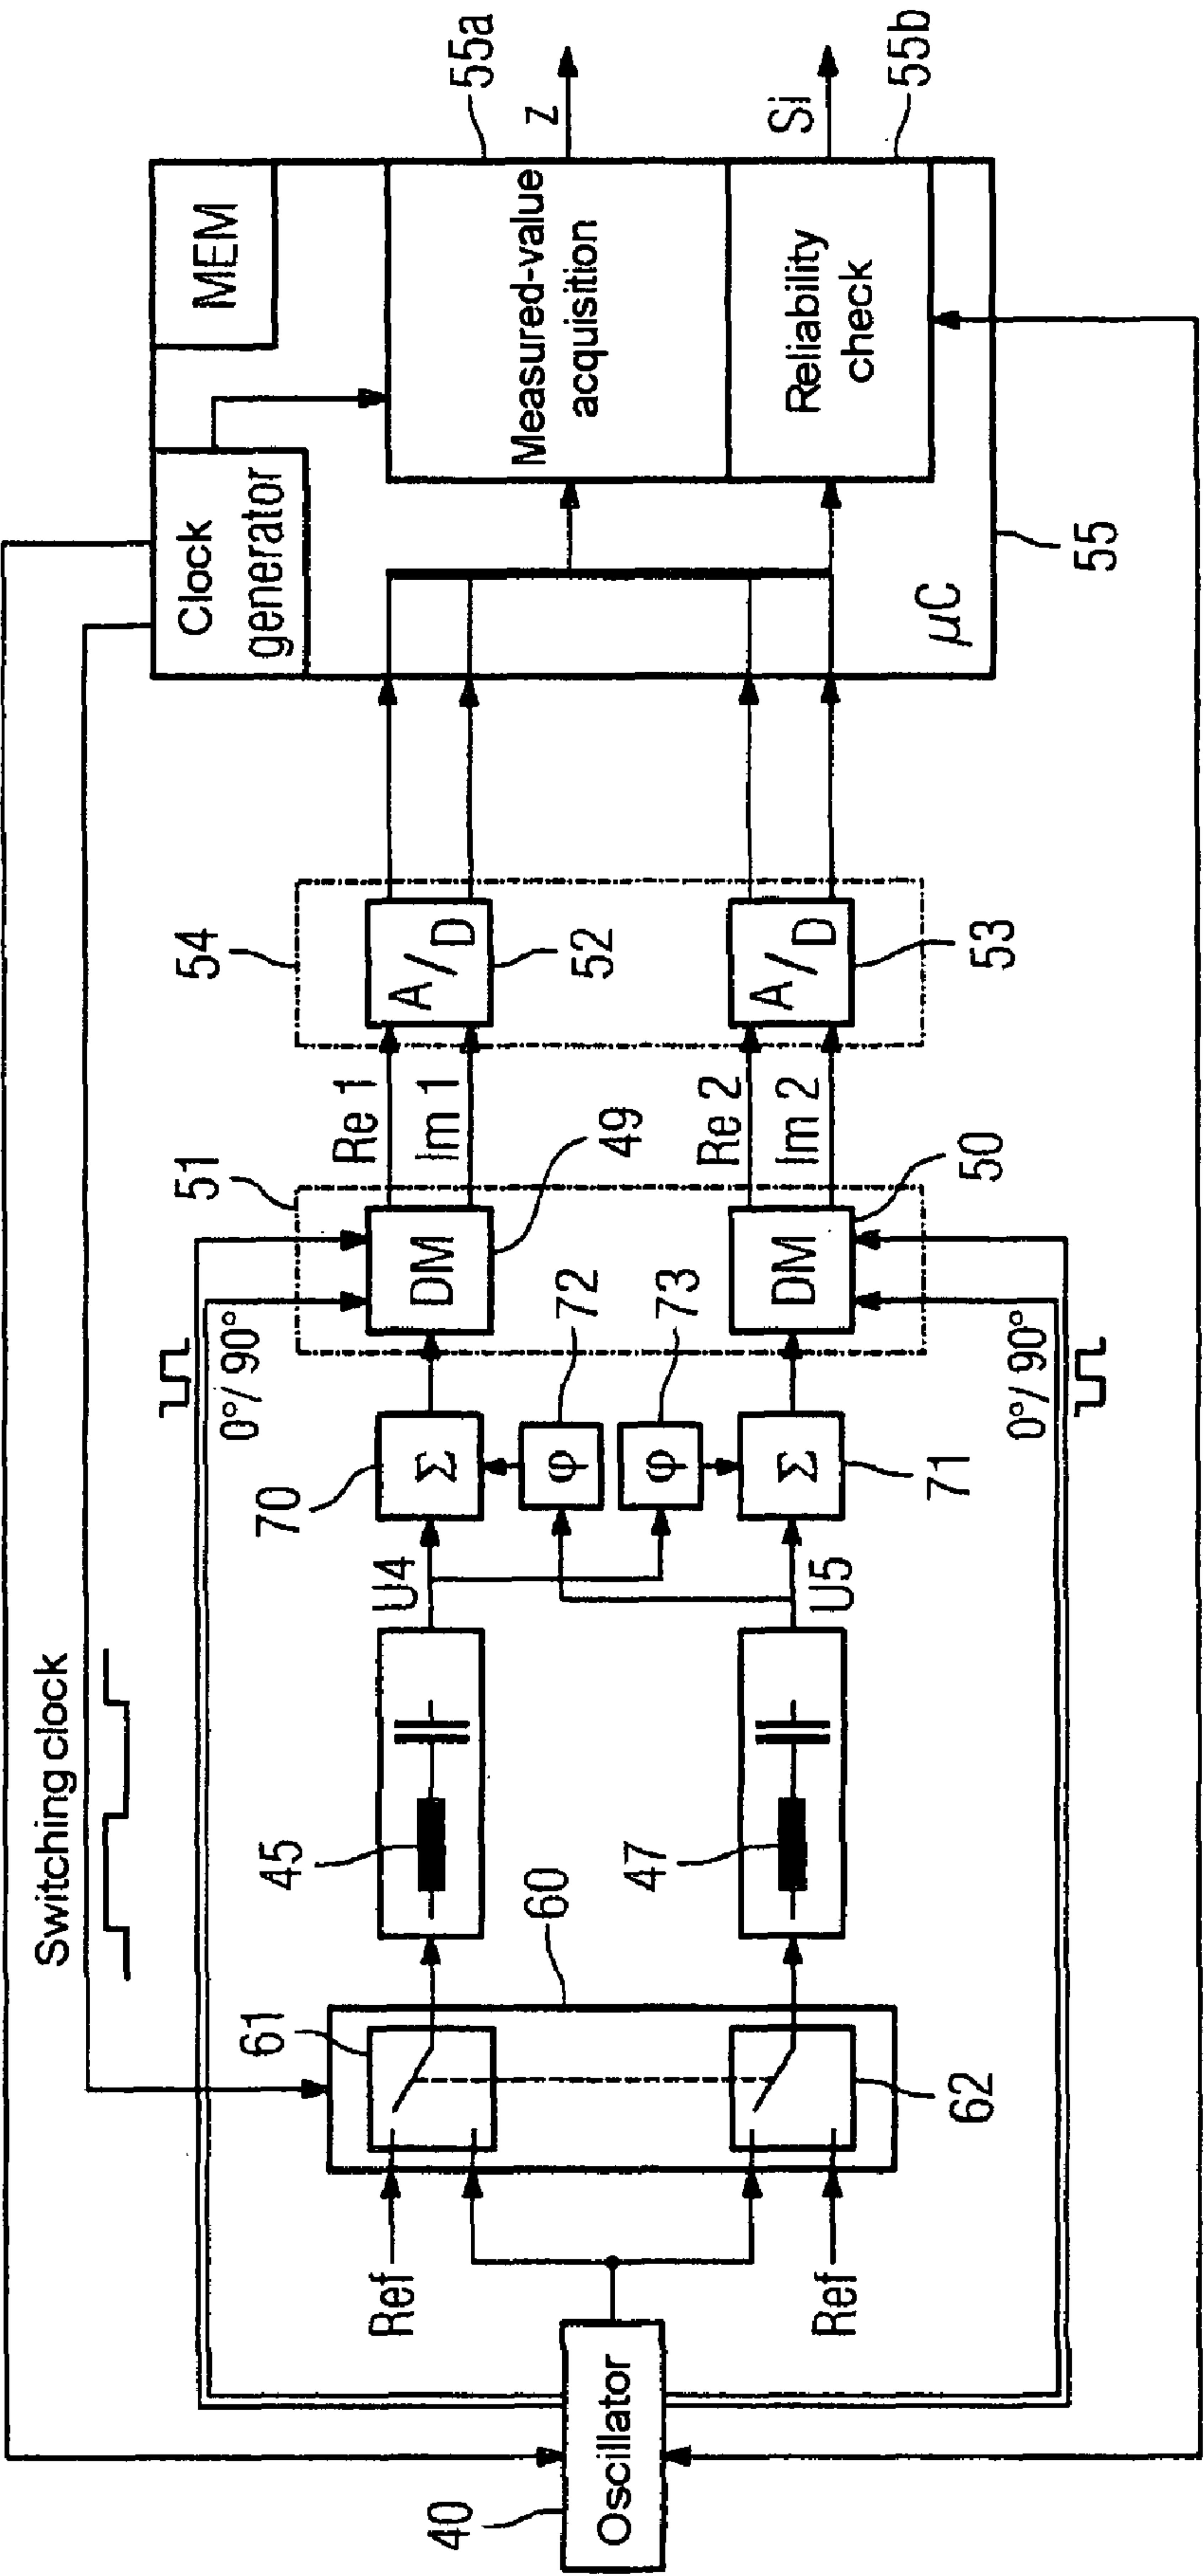 Switching clock
Clock
generator
MEM
Measured-value
acquisition
Reliability
check
μC
55
55a
z
55b
Si
40
Oscillator
Ref
Ref
61
62
60
45
47
U4
U5
70
Σ
71
Σ
72
φ
73
φ
0°/ 90°
0°/ 90°
51
DM
49
DM
50
Re 1
Im 1
Re 2
Im 2
54
A/D
52
A/D
53